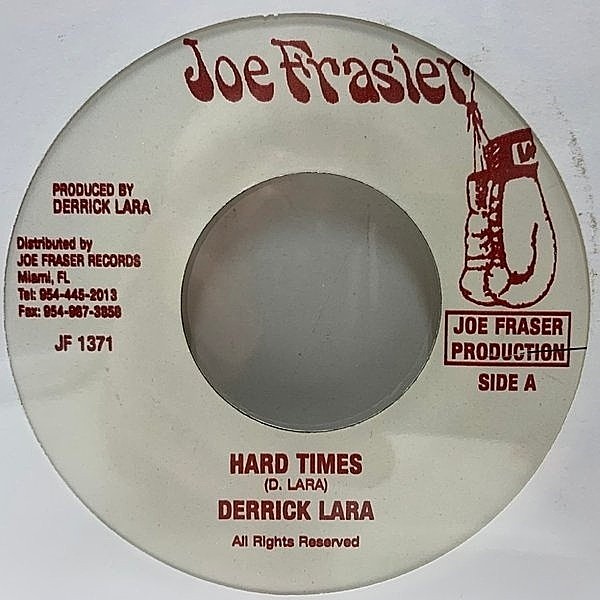 Joe Frasier
PRODUCED BY
DERRICK LARA
Distributed by
JOE FRASER RECORDS
Miami, FL
Tel: 954-445-2013
Fax: 954-987-3858
JF 1371
JOE FRASER
PRODUCTION
SIDE A
HARD TIMES
(D. LARA)
DERRICK LARA
All Rights Reserved